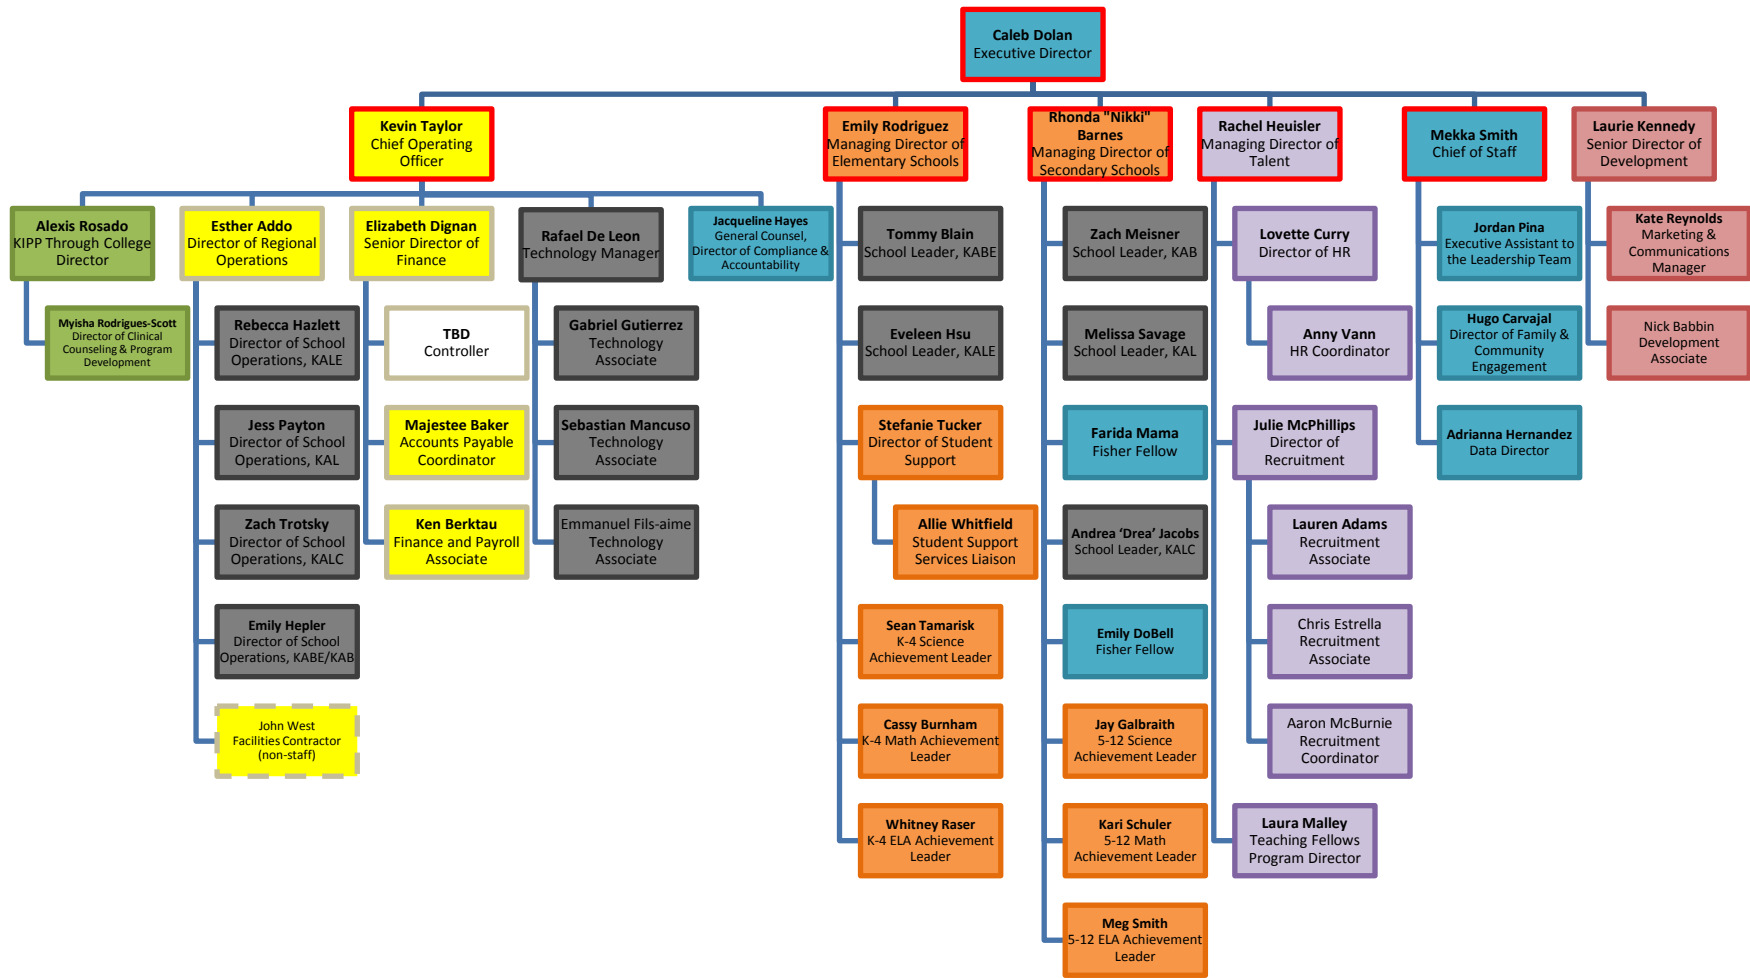 Caleb Dolan
Executive Director
Kevin Taylor
Chief Operating
Officer
Emily Rodriguez
Managing Director of
Elementary Schools
Rhonda "Nikki"
Barnes
Managing Director of
Secondary Schools
Rachel Heuisler
Managing Director of
Talent
Mekka Smith
Chief of Staff
Laurie Kennedy
Senior Director of
Development
Alexis Rosado
KIPP Through College
Director
Esther Addo
Director of Regional
Operations
Elizabeth Dignan
Senior Director of
Finance
Rafael De Leon
Technology Manager
Jacqueline Hayes
General Counsel,
Director of Compliance &
Accountability
Tommy Blain
School Leader, KABE
Zach Meisner
School Leader, KAB
Lovette Curry
Director of HR
Jordan Pina
Executive Assistant to
the Leadership Team
Kate Reynolds
Marketing &
Communications
Manager
Myisha Rodrigues-Scott
Director of Clinical
Counseling & Program
Development
Rebecca Hazlett
Director of School
Operations, KALE
TBD
Controller
Gabriel Gutierrez
Technology
Associate
Eveleen Hsu
School Leader, KALE
Melissa Savage
School Leader, KAL
Anny Vann
HR Coordinator
Hugo Carvajal
Director of Family &
Community
Engagement
Nick Babbin
Development
Associate
Jess Payton
Director of School
Operations, KAL
Majestee Baker
Accounts Payable
Coordinator
Sebastian Mancuso
Technology
Associate
Stefanie Tucker
Director of Student
Support
Farida Mama
Fisher Fellow
Julie McPhillips
Director of
Recruitment
Adrianna Hernandez
Data Director
Zach Trotsky
Director of School
Operations, KALC
Ken Berktau
Finance and Payroll
Associate
Emmanuel Fils-aime
Technology
Associate
Allie Whitfield
Student Support
Services Liaison
Andrea ‘Drea’ Jacobs
School Leader, KALC
Lauren Adams
Recruitment
Associate
Emily Hepler
Director of School
Operations, KABE/KAB
Sean Tamarisk
K-4 Science
Achievement Leader
Emily DoBell
Fisher Fellow
Chris Estrella
Recruitment
Associate
John West
Facilities Contractor
(non-staff)
Cassy Burnham
K-4 Math Achievement
Leader
Jay Galbraith
5-12 Science
Achievement Leader
Aaron McBurnie
Recruitment
Coordinator
Whitney Raser
K-4 ELA Achievement
Leader
Kari Schuler
5-12 Math
Achievement Leader
Laura Malley
Teaching Fellows
Program Director
Meg Smith
5-12 ELA Achievement
Leader